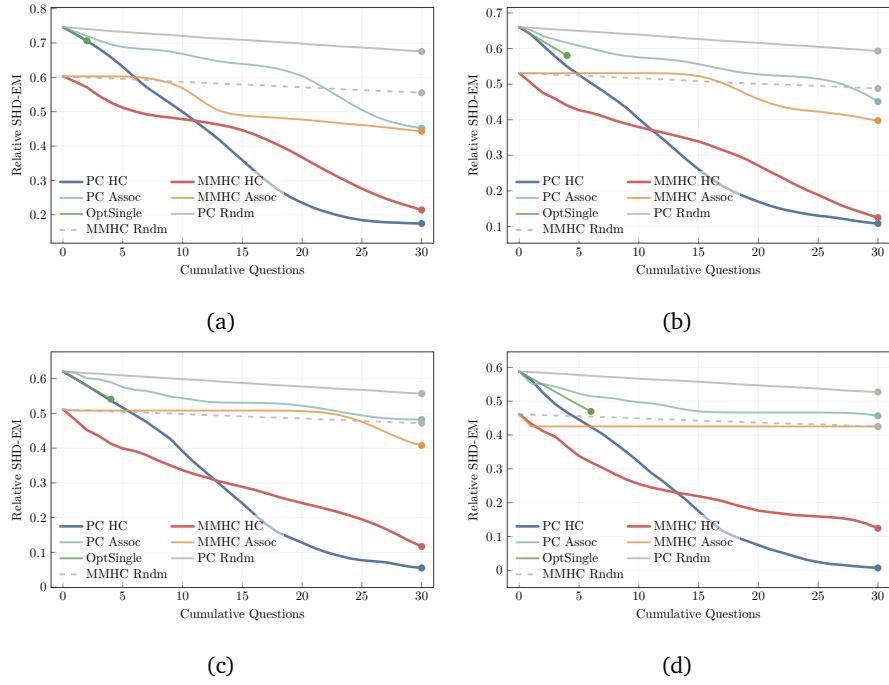 0.8
0.7
0.6
0.5
0.4
0.3
0.2
Relative SHD-EM
PC HC MMHC HC
PC Assoc MMHC Assoc
OptSingle PC Rndm
MMHC Rndm
0 5 10 15 20 25 30
Cumulative Questions
(a)
0.7
0.6
0.5
0.4
0.3
0.2
0.1
Relative SHD-EM
PC HC MMHC HC
PC Assoc MMHC Assoc
OptSingle PC Rndm
MMHC Rndm
0 5 10 15 20 25 30
Cumulative Questions
(b)
0.6
0.5
0.4
0.3
0.2
0.1
0
Relative SHD-EM
PC HC MMHC HC
PC Assoc MMHC Assoc
OptSingle PC Rndm
MMHC Rndm
0 5 10 15 20 25 30
Cumulative Questions
(c)
0.6
0.5
0.4
0.3
0.2
0.1
0
Relative SHD-EM
PC HC MMHC HC
PC Assoc MMHC Assoc
OptSingle PC Rndm
MMHC Rndm
0 5 10 15 20 25 30
Cumulative Questions
(d)